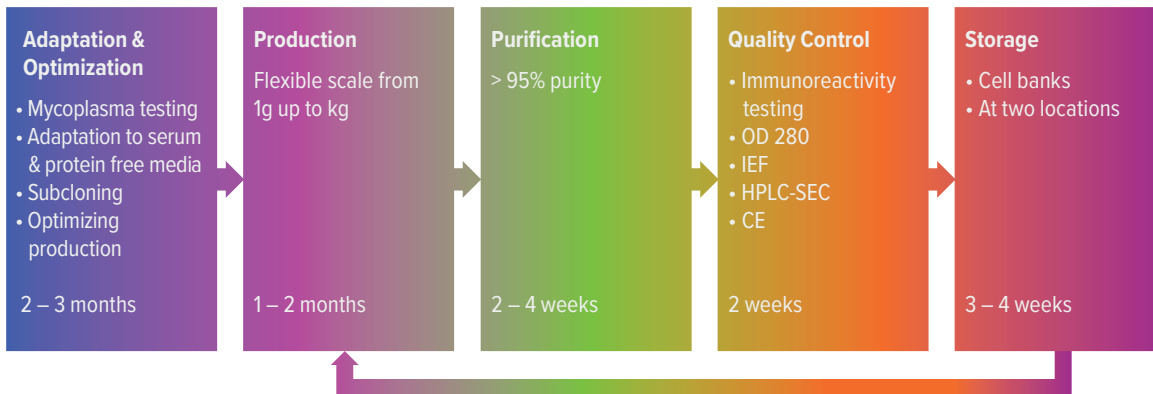 Adaptation &
Optimization
• Mycoplasma testing
• Adaptation to serum
& protein free media
• Subcloning
• Optimizing
production
2 – 3 months
Production
Flexible scale from
1g up to kg
1 – 2 months
Purification
> 95% purity
2 – 4 weeks
Quality Control
• Immunoreactivity
testing
• OD 280
• IEF
• HPLC-SEC
• CE
2 weeks
Storage
• Cell banks
• At two locations
3 – 4 weeks